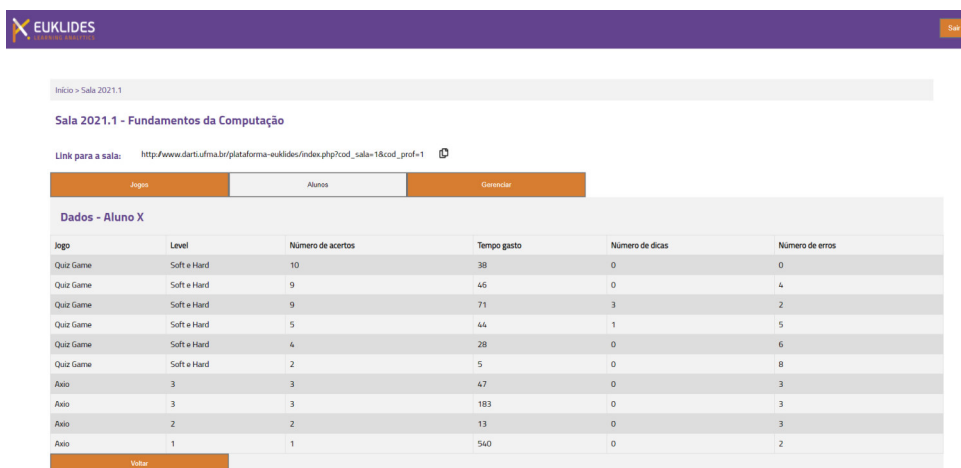 EUKLIDES
LEARNING ANALYTICS
Sair
Início > Sala 2021.1
Sala 2021.1 - Fundamentos da Computação
Link para a sala: http://www.darti.ufma.br/plataforma-euklides/index.php?cod_sala=1&cod_prof=1
Jogos Alunos Gerenciar
Dados - Aluno X
Jogo Level Número de acertos Tempo gasto Número de dicas Número de erros
Quiz Game Soft e Hard 10 38 0 0
Quiz Game Soft e Hard 9 46 0 4
Quiz Game Soft e Hard 9 71 3 2
Quiz Game Soft e Hard 5 44 1 5
Quiz Game Soft e Hard 4 28 0 6
Quiz Game Soft e Hard 2 5 0 8
Axio 3 3 47 0 3
Axio 3 3 183 0 3
Axio 2 2 13 0 3
Axio 1 1 540 0 2
Voltar